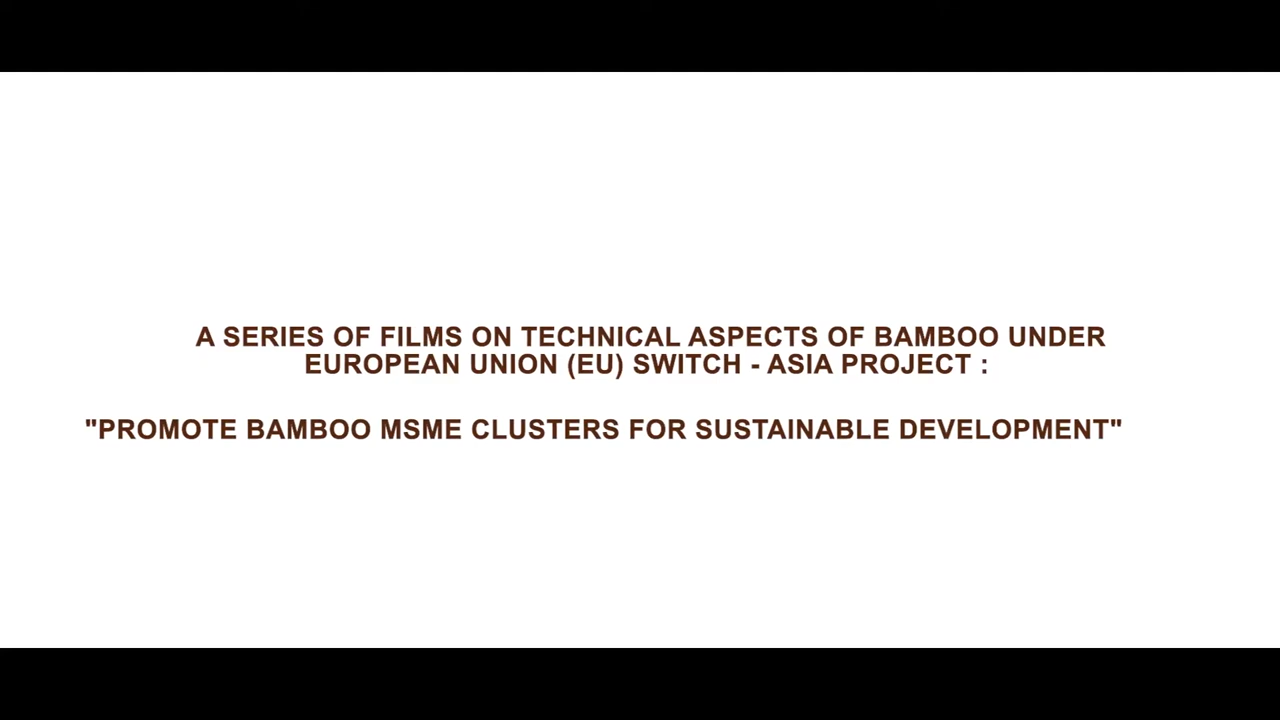 A SERIES OF FILMS ON TECHNICAL ASPECTS OF BAMBOO UNDER
EUROPEAN UNION (EU) SWITCH - ASIA PROJECT :
"PROMOTE BAMBOO MSME CLUSTERS FOR SUSTAINABLE DEVELOPMENT"